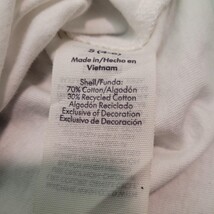 Made in/Hecho en
Vietnam
Shell/Funda:
70% Cotton/Algodón
30% Recycled Cotton
Algodón Reciclado
Exclusive of Decoration
Exclusivo de Decoración